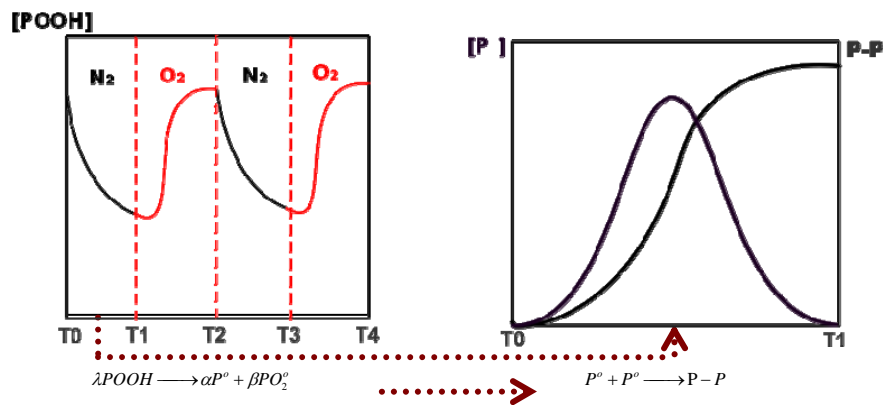 [POOH]
N₂ O₂ N₂ O₂
T0 T1 T2 T3 T4
[P ] P-P
T0 T1
λPOOH ⟶ αP° + βPO₂°
P° + P° ⟶ P – P